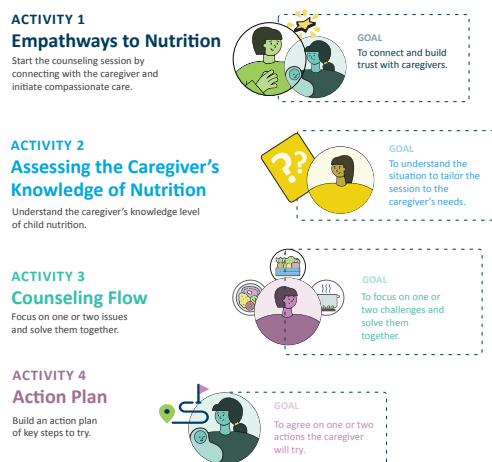 ACTIVITY 1
Empathways to Nutrition
Start the counseling session by
connecting with the caregiver and
initiate compassionate care.
GOAL
To connect and build
trust with caregivers.
ACTIVITY 2
Assessing the Caregiver's
Knowledge of Nutrition
Understand the caregiver's knowledge level
of child nutrition.
??
GOAL
To understand the
situation to tailor the
session to the
caregiver's needs.
ACTIVITY 3
Counseling Flow
Focus on one or two issues
and solve them together.
GOAL
To focus on one or
two challenges and
solve them
together.
ACTIVITY 4
Action Plan
Build an action plan
of key steps to try.
GOAL
To agree on one or two
actions the caregiver
will try.